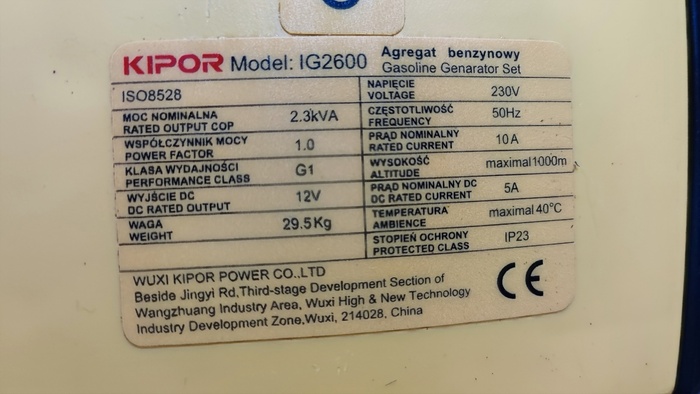 KIPOR Model: IG2600 Agregat benzynowy
Gasoline Genarator Set
ISO8528
MOC NOMINALNA
RATED OUTPUT COP 2.3kVA
WSPÓŁCZYNNIK MOCY
POWER FACTOR 1.0
KLASA WYDAJNOŚCI
PERFORMANCE CLASS G1
WYJŚCIE DC
DC RATED OUTPUT 12V
WAGA
WEIGHT 29.5Kg
NAPIĘCIE
VOLTAGE 230V
CZĘSTOTLIWOŚĆ
FREQUENCY 50Hz
PRĄD NOMINALNY
RATED CURRENT 10A
WYSOKOŚĆ
ALTITUDE maximal1000m
PRĄD NOMINALNY DC
DC RATED CURRENT 5A
TEMPERATURA
AMBIENCE maximal40°C
STOPIEŃ OCHRONY
PROTECTED CLASS IP23
WUXI KIPOR POWER CO.,LTD
Beside Jingyi Rd,Third-stage Development Section of
Wangzhuang Industry Area, Wuxi High & New Technology
Industry Development Zone,Wuxi, 214028, China
CE